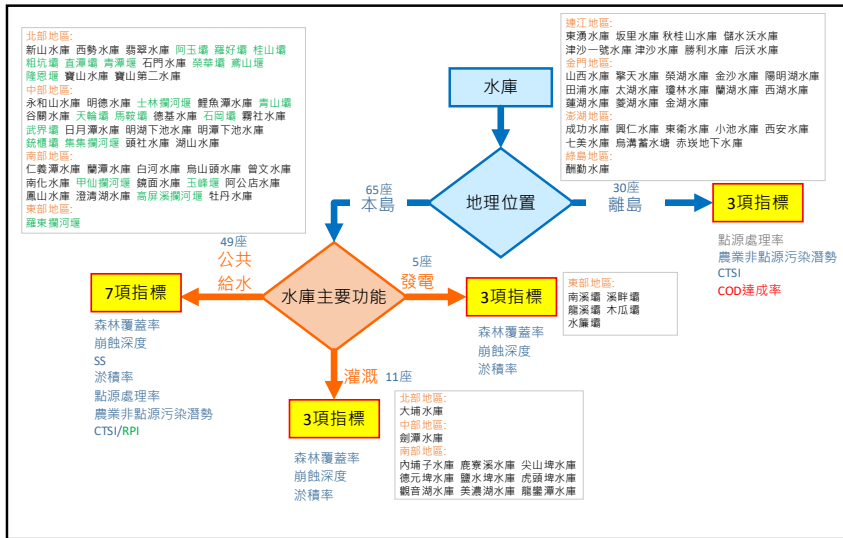 北部地區:
新山水庫 西勢水庫 翡翠水庫 阿玉壩 羅好壩 桂山壩
粗坑壩 直潭壩 青潭堰 石門水庫 榮華壩 鳶山堰
隆恩堰 寶山水庫 寶山第二水庫
中部地區:
永和山水庫 明德水庫 士林攔河堰 鯉魚潭水庫 青山壩
谷關水庫 天輪壩 馬鞍壩 德基水庫 石岡壩 霧社水庫
武界壩 日月潭水庫 明湖下池水庫 明潭下池水庫
銃櫃壩 集集攔河堰 頭社水庫 湖山水庫
南部地區:
仁義潭水庫 蘭潭水庫 白河水庫 烏山頭水庫 曾文水庫
南化水庫 甲仙攔河堰 鏡面水庫 玉峰堰 阿公店水庫
鳳山水庫 澄清湖水庫 高屏溪攔河堰 牡丹水庫
東部地區:
羅東攔河堰
水庫
連江地區:
東湧水庫 坂里水庫 秋桂山水庫 儲水沃水庫
津沙一號水庫 津沙水庫 勝利水庫 后沃水庫
金門地區:
山西水庫 擎天水庫 榮湖水庫 金沙水庫 陽明湖水庫
田浦水庫 太湖水庫 瓊林水庫 蘭湖水庫 西湖水庫
蓮湖水庫 菱湖水庫 金湖水庫
澎湖地區:
成功水庫 興仁水庫 東衛水庫 小池水庫 西安水庫
七美水庫 烏溝蓄水塘 赤崁地下水庫
綠島地區:
酬勤水庫
65座
本島
地理位置
30座
離島
3項指標
點源處理率
農業非點源污染潛勢
CTSI
COD達成率
49座
公共
給水
水庫主要功能
5座
發電
7項指標
森林覆蓋率
崩蝕深度
SS
淤積率
點源處理率
農業非點源污染潛勢
CTSI/RPI
3項指標
森林覆蓋率
崩蝕深度
淤積率
東部地區:
南溪壩 溪畔壩
龍溪壩 木瓜壩
水簾壩
灌溉 11座
3項指標
森林覆蓋率
崩蝕深度
淤積率
北部地區:
大埔水庫
中部地區:
劍潭水庫
南部地區:
內埔子水庫 鹿寮溪水庫 尖山埤水庫
德元埤水庫 鹽水埤水庫 虎頭埤水庫
觀音湖水庫 美濃湖水庫 龍鑾潭水庫